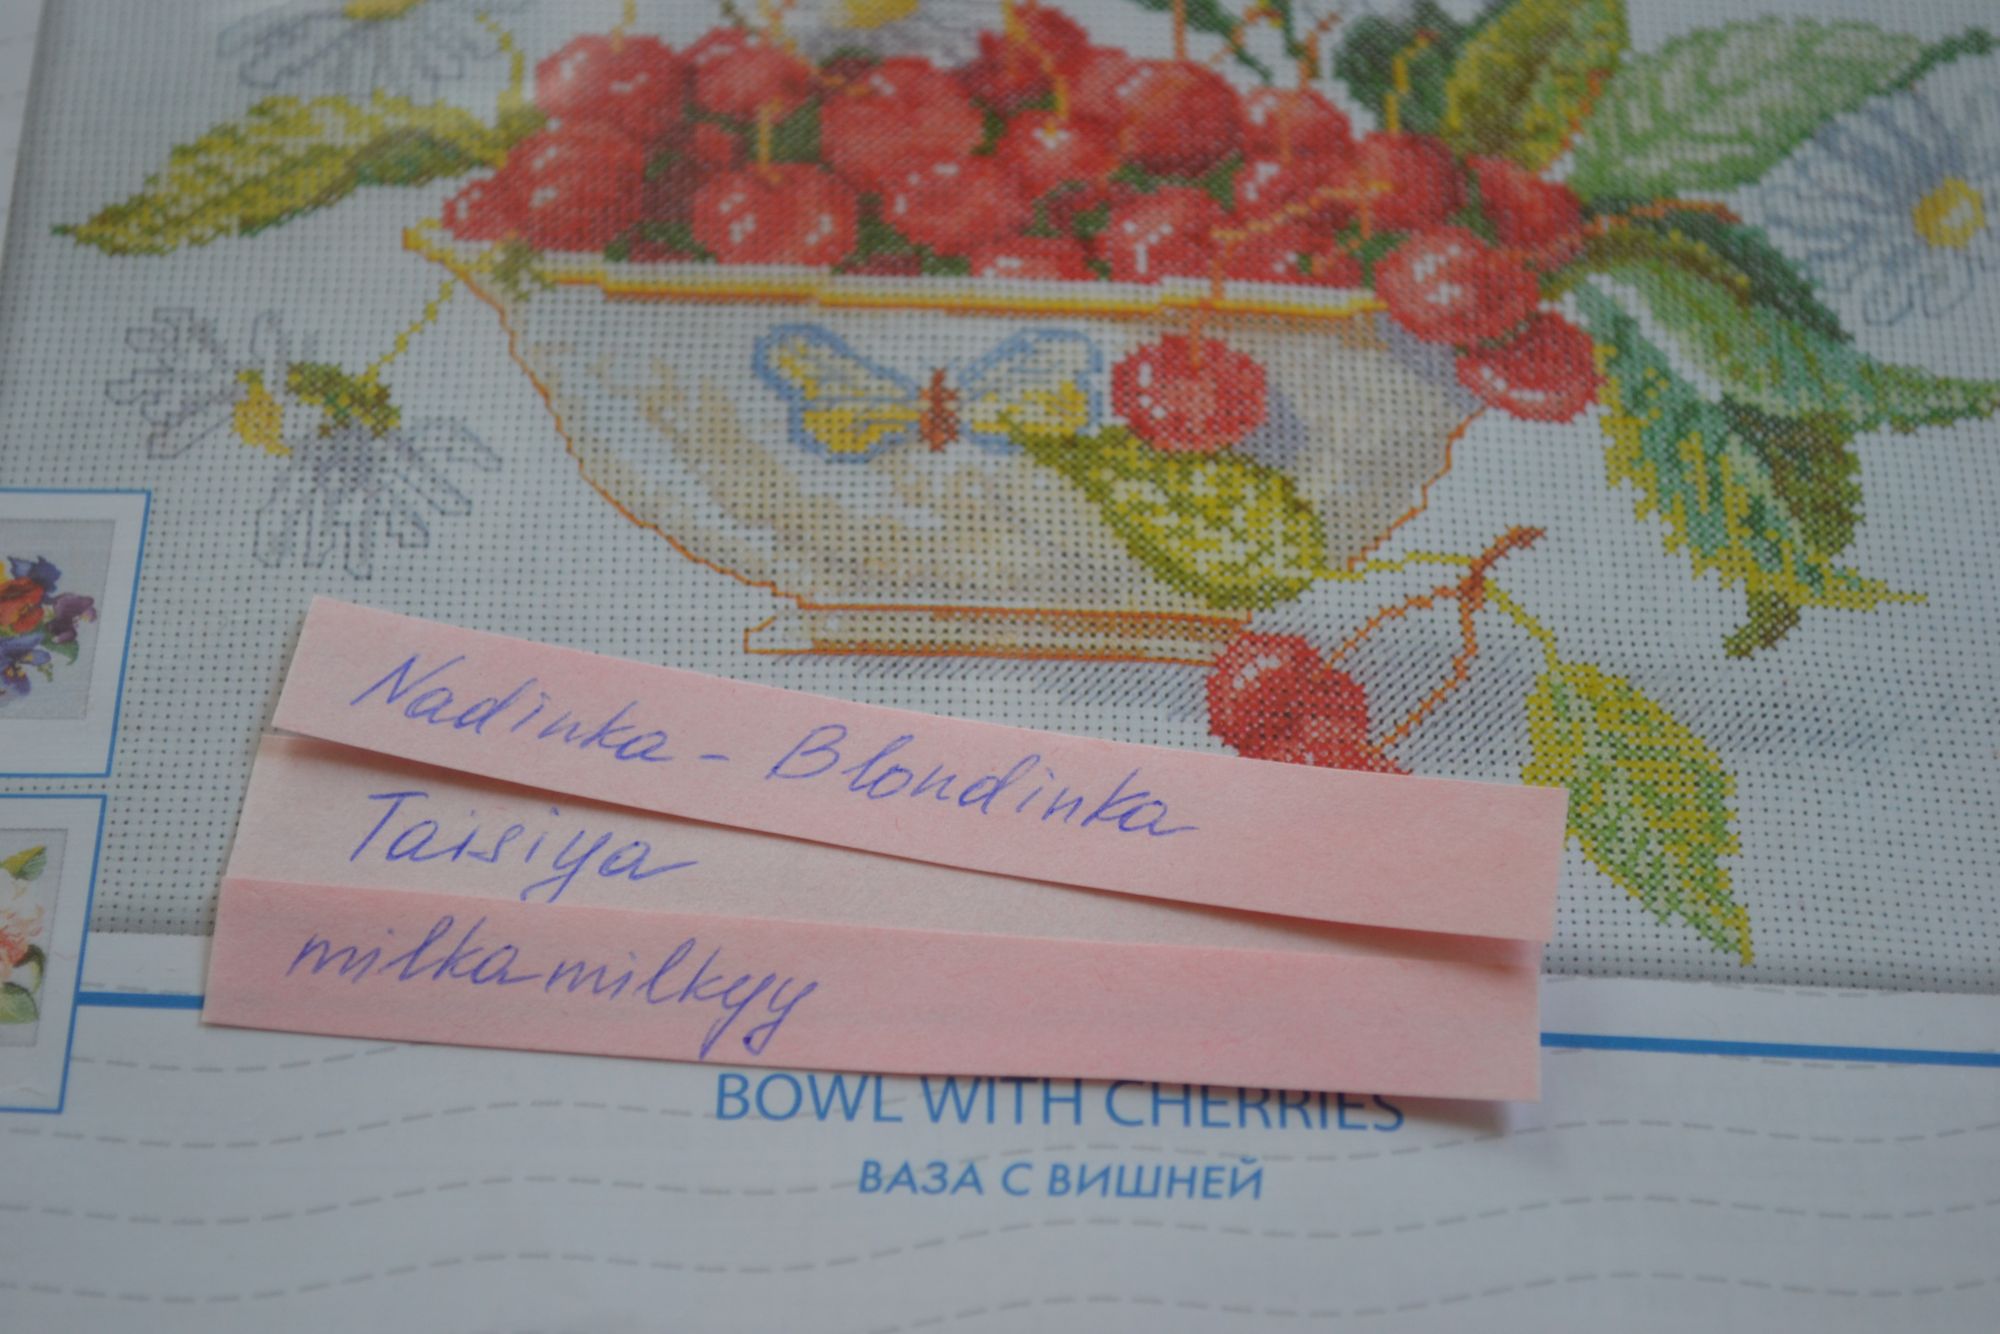 Nadinka - Blondinka
Taisiya
milkamilkyy
BOWL WITH CHERRIES
ВАЗА С ВИШНЕЙ